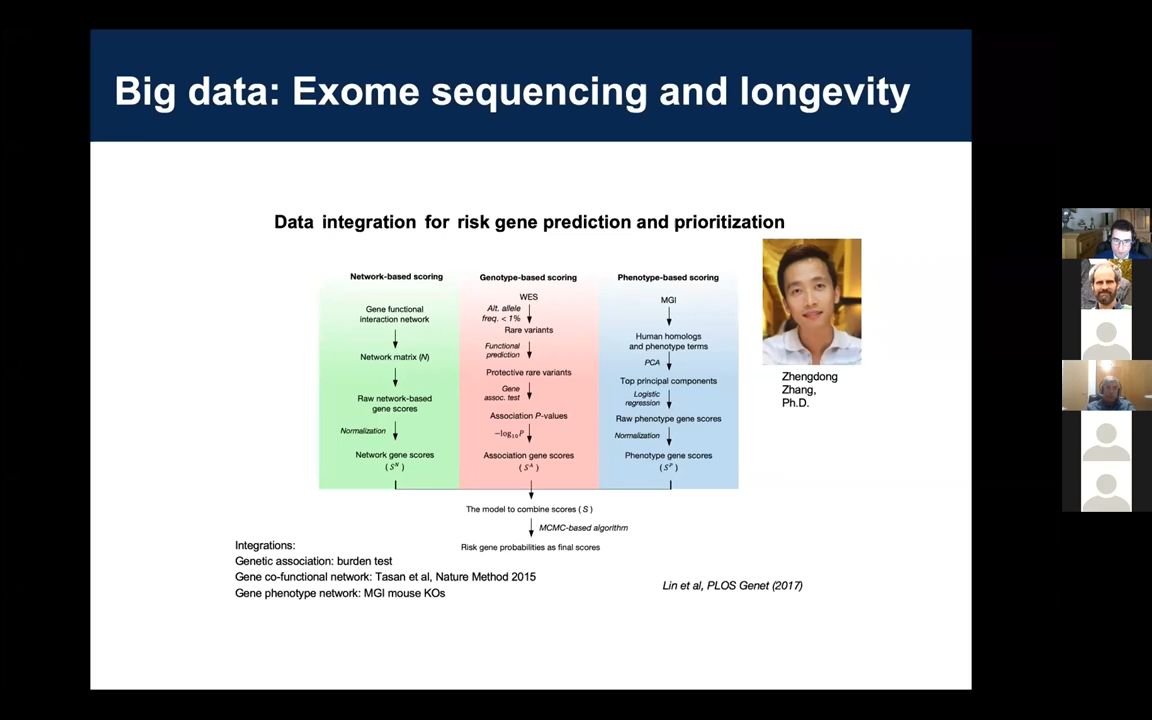 Big data: Exome sequencing and longevity
Data integration for risk gene prediction and prioritization
Network-based scoring
Gene functional
interaction network
Network matrix (N)
Raw network-based
gene scores
Normalization
Network gene scores
(Sᴺ)
Genotype-based scoring
WES
Alt. allele
freq. < 1%
Rare variants
Functional
prediction
Protective rare variants
Gene
assoc. test
Association P-values
−log₁₀P
Association gene scores
(Sᴬ)
Phenotype-based scoring
MGI
Human homologs
and phenotype terms
PCA
Top principal components
Logistic
regression
Raw phenotype gene scores
Normalization
Phenotype gene scores
(Sᴾ)
The model to combine scores (S)
MCMC-based algorithm
Risk gene probabilities as final scores
Zhengdong
Zhang,
Ph.D.
Integrations:
Genetic association: burden test
Gene co-functional network: Tasan et al, Nature Method 2015
Gene phenotype network: MGI mouse KOs
Lin et al, PLOS Genet (2017)